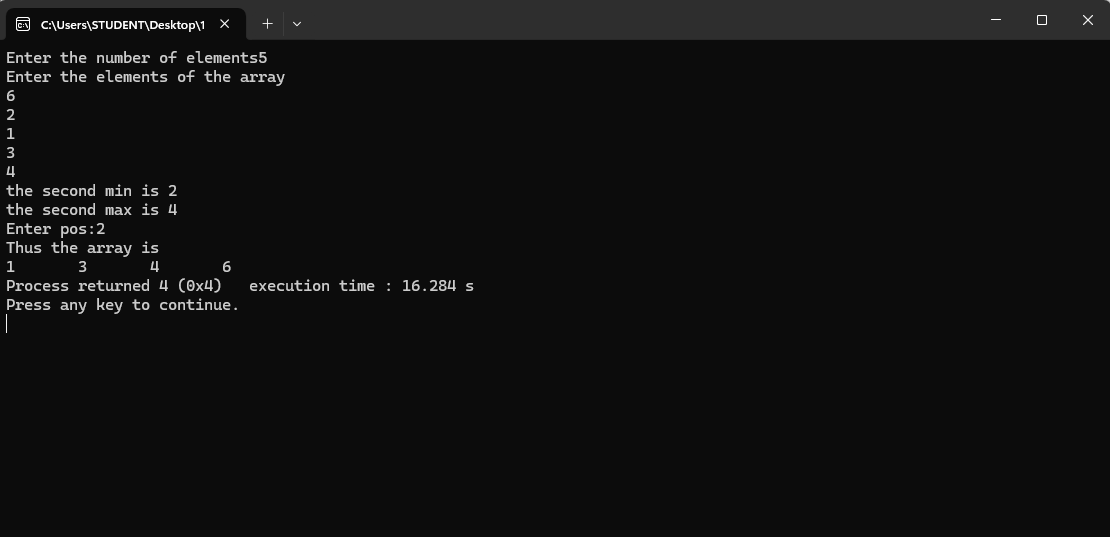 C:\Users\STUDENT\Desktop\1
Enter the number of elements5
Enter the elements of the array
6
2
1
3
4
the second min is 2
the second max is 4
Enter pos:2
Thus the array is
1       3       4       6
Process returned 4 (0x4)   execution time : 16.284 s
Press any key to continue.